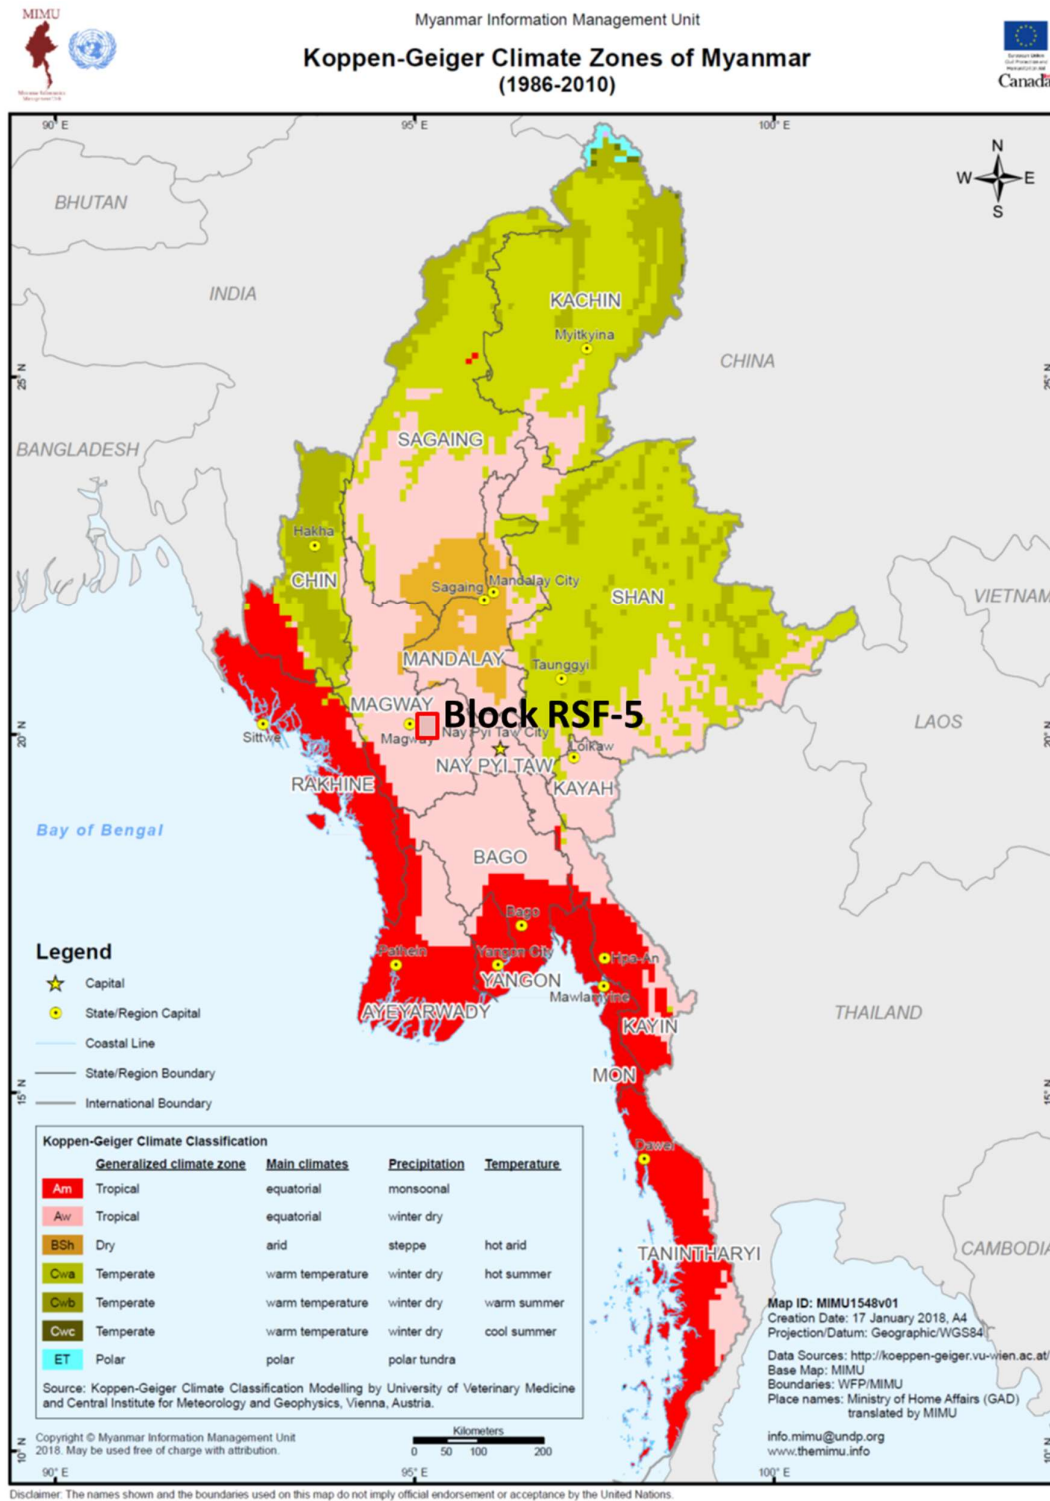 MIMU
Myanmar Information
Management Unit
Myanmar Information Management Unit
Koppen-Geiger Climate Zones of Myanmar
(1986-2010)
Canada
90° E
95° E
100° E
N
W E
S
BHUTAN
INDIA
KACHIN
Myitkyina
CHINA
25° N
25° N
SAGAING
BANGLADESH
Hakha
CHIN
Sagaing
Mandalay City
SHAN
VIETNAM
MANDALAY
Taunggyi
MAGWAY
Block RSF-5
LAOS
20° N
20° N
Sittwe
Magway
Nay Pyi Taw City
Loikaw
NAY PYI TAW
RAKHINE
KAYAH
Bay of Bengal
BAGO
Bago
Pathein
Yangon City
Hpa-An
YANGON
Mawlamyine
AYEYARWADY
KAYIN
THAILAND
MON
15° N
15° N
Dawei
TANINTHARYI
CAMBODIA
Legend
Capital
State/Region Capital
Coastal Line
State/Region Boundary
International Boundary
Koppen-Geiger Climate Classification
Generalized climate zone Main climates Precipitation Temperature
Am Tropical equatorial monsoonal
Aw Tropical equatorial winter dry
BSh Dry arid steppe hot arid
Cwa Temperate warm temperature winter dry hot summer
Cwb Temperate warm temperature winter dry warm summer
Cwc Temperate warm temperature winter dry cool summer
ET Polar polar polar tundra
Source: Koppen-Geiger Climate Classification Modelling by University of Veterinary Medicine
and Central Institute for Meteorology and Geophysics, Vienna, Austria.
Map ID: MIMU1548v01
Creation Date: 17 January 2018, A4
Projection/Datum: Geographic/WGS84
Data Sources: http://koeppen-geiger.vu-wien.ac.at/
Base Map: MIMU
Boundaries: WFP/MIMU
Place names: Ministry of Home Affairs (GAD)
translated by MIMU
info.mimu@undp.org
www.themimu.info
Copyright © Myanmar Information Management Unit
2018. May be used free of charge with attribution.
Kilometers
0 50 100 200
10° N
10° N
90° E
95° E
100° E
Disclaimer: The names shown and the boundaries used on this map do not imply official endorsement or acceptance by the United Nations.